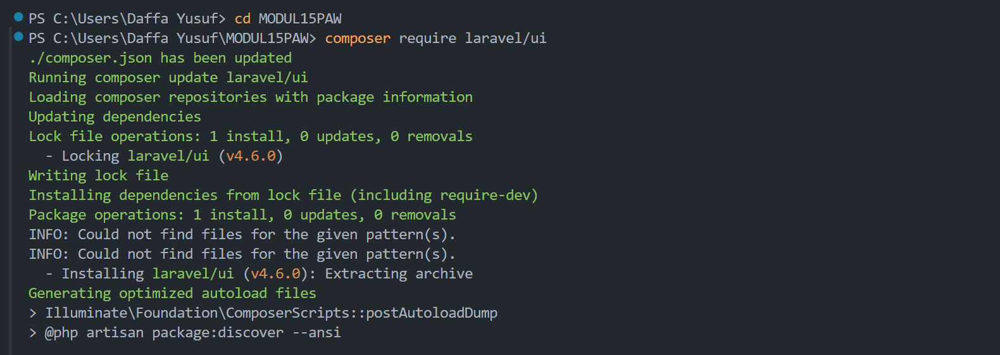 PS C:\Users\Daffa Yusuf> cd MODUL15PAW
PS C:\Users\Daffa Yusuf\MODUL15PAW> composer require laravel/ui
./composer.json has been updated
Running composer update laravel/ui
Loading composer repositories with package information
Updating dependencies
Lock file operations: 1 install, 0 updates, 0 removals
  - Locking laravel/ui (v4.6.0)
Writing lock file
Installing dependencies from lock file (including require-dev)
Package operations: 1 install, 0 updates, 0 removals
INFO: Could not find files for the given pattern(s).
INFO: Could not find files for the given pattern(s).
  - Installing laravel/ui (v4.6.0): Extracting archive
Generating optimized autoload files
> Illuminate\Foundation\ComposerScripts::postAutoloadDump
> @php artisan package:discover --ansi